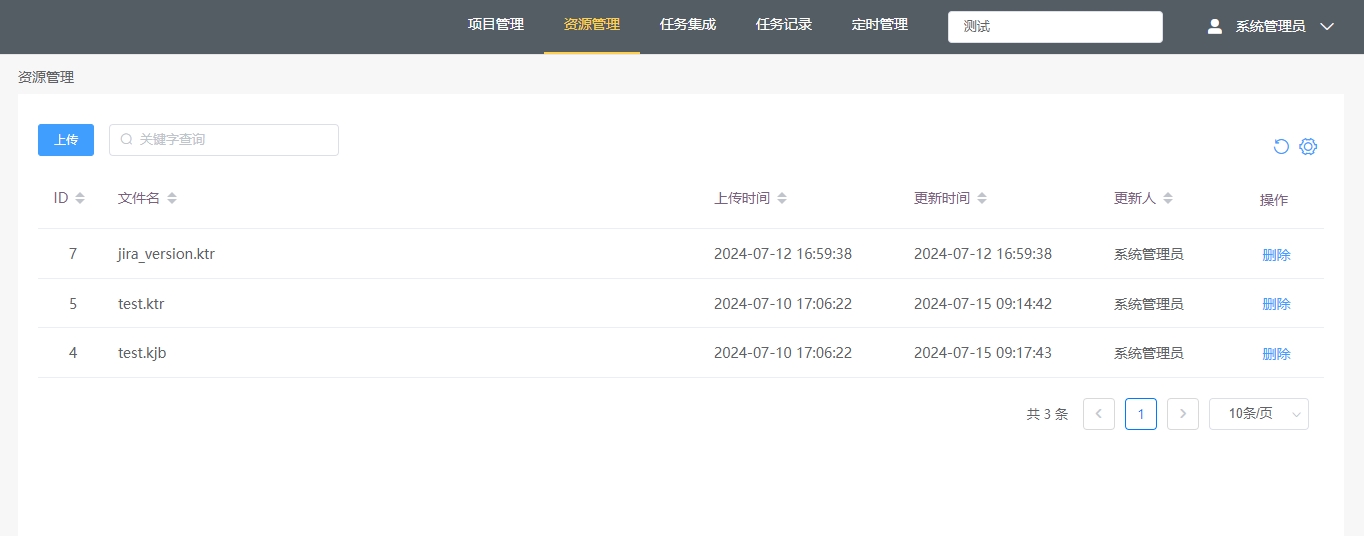 项目管理 资源管理 任务集成 任务记录 定时管理 测试 系统管理员
资源管理
上传 关键字查询
ID 文件名 上传时间 更新时间 更新人 操作
7 jira_version.ktr 2024-07-12 16:59:38 2024-07-12 16:59:38 系统管理员 删除
5 test.ktr 2024-07-10 17:06:22 2024-07-15 09:14:42 系统管理员 删除
4 test.kjb 2024-07-10 17:06:22 2024-07-15 09:17:43 系统管理员 删除
共 3 条 1 10条/页